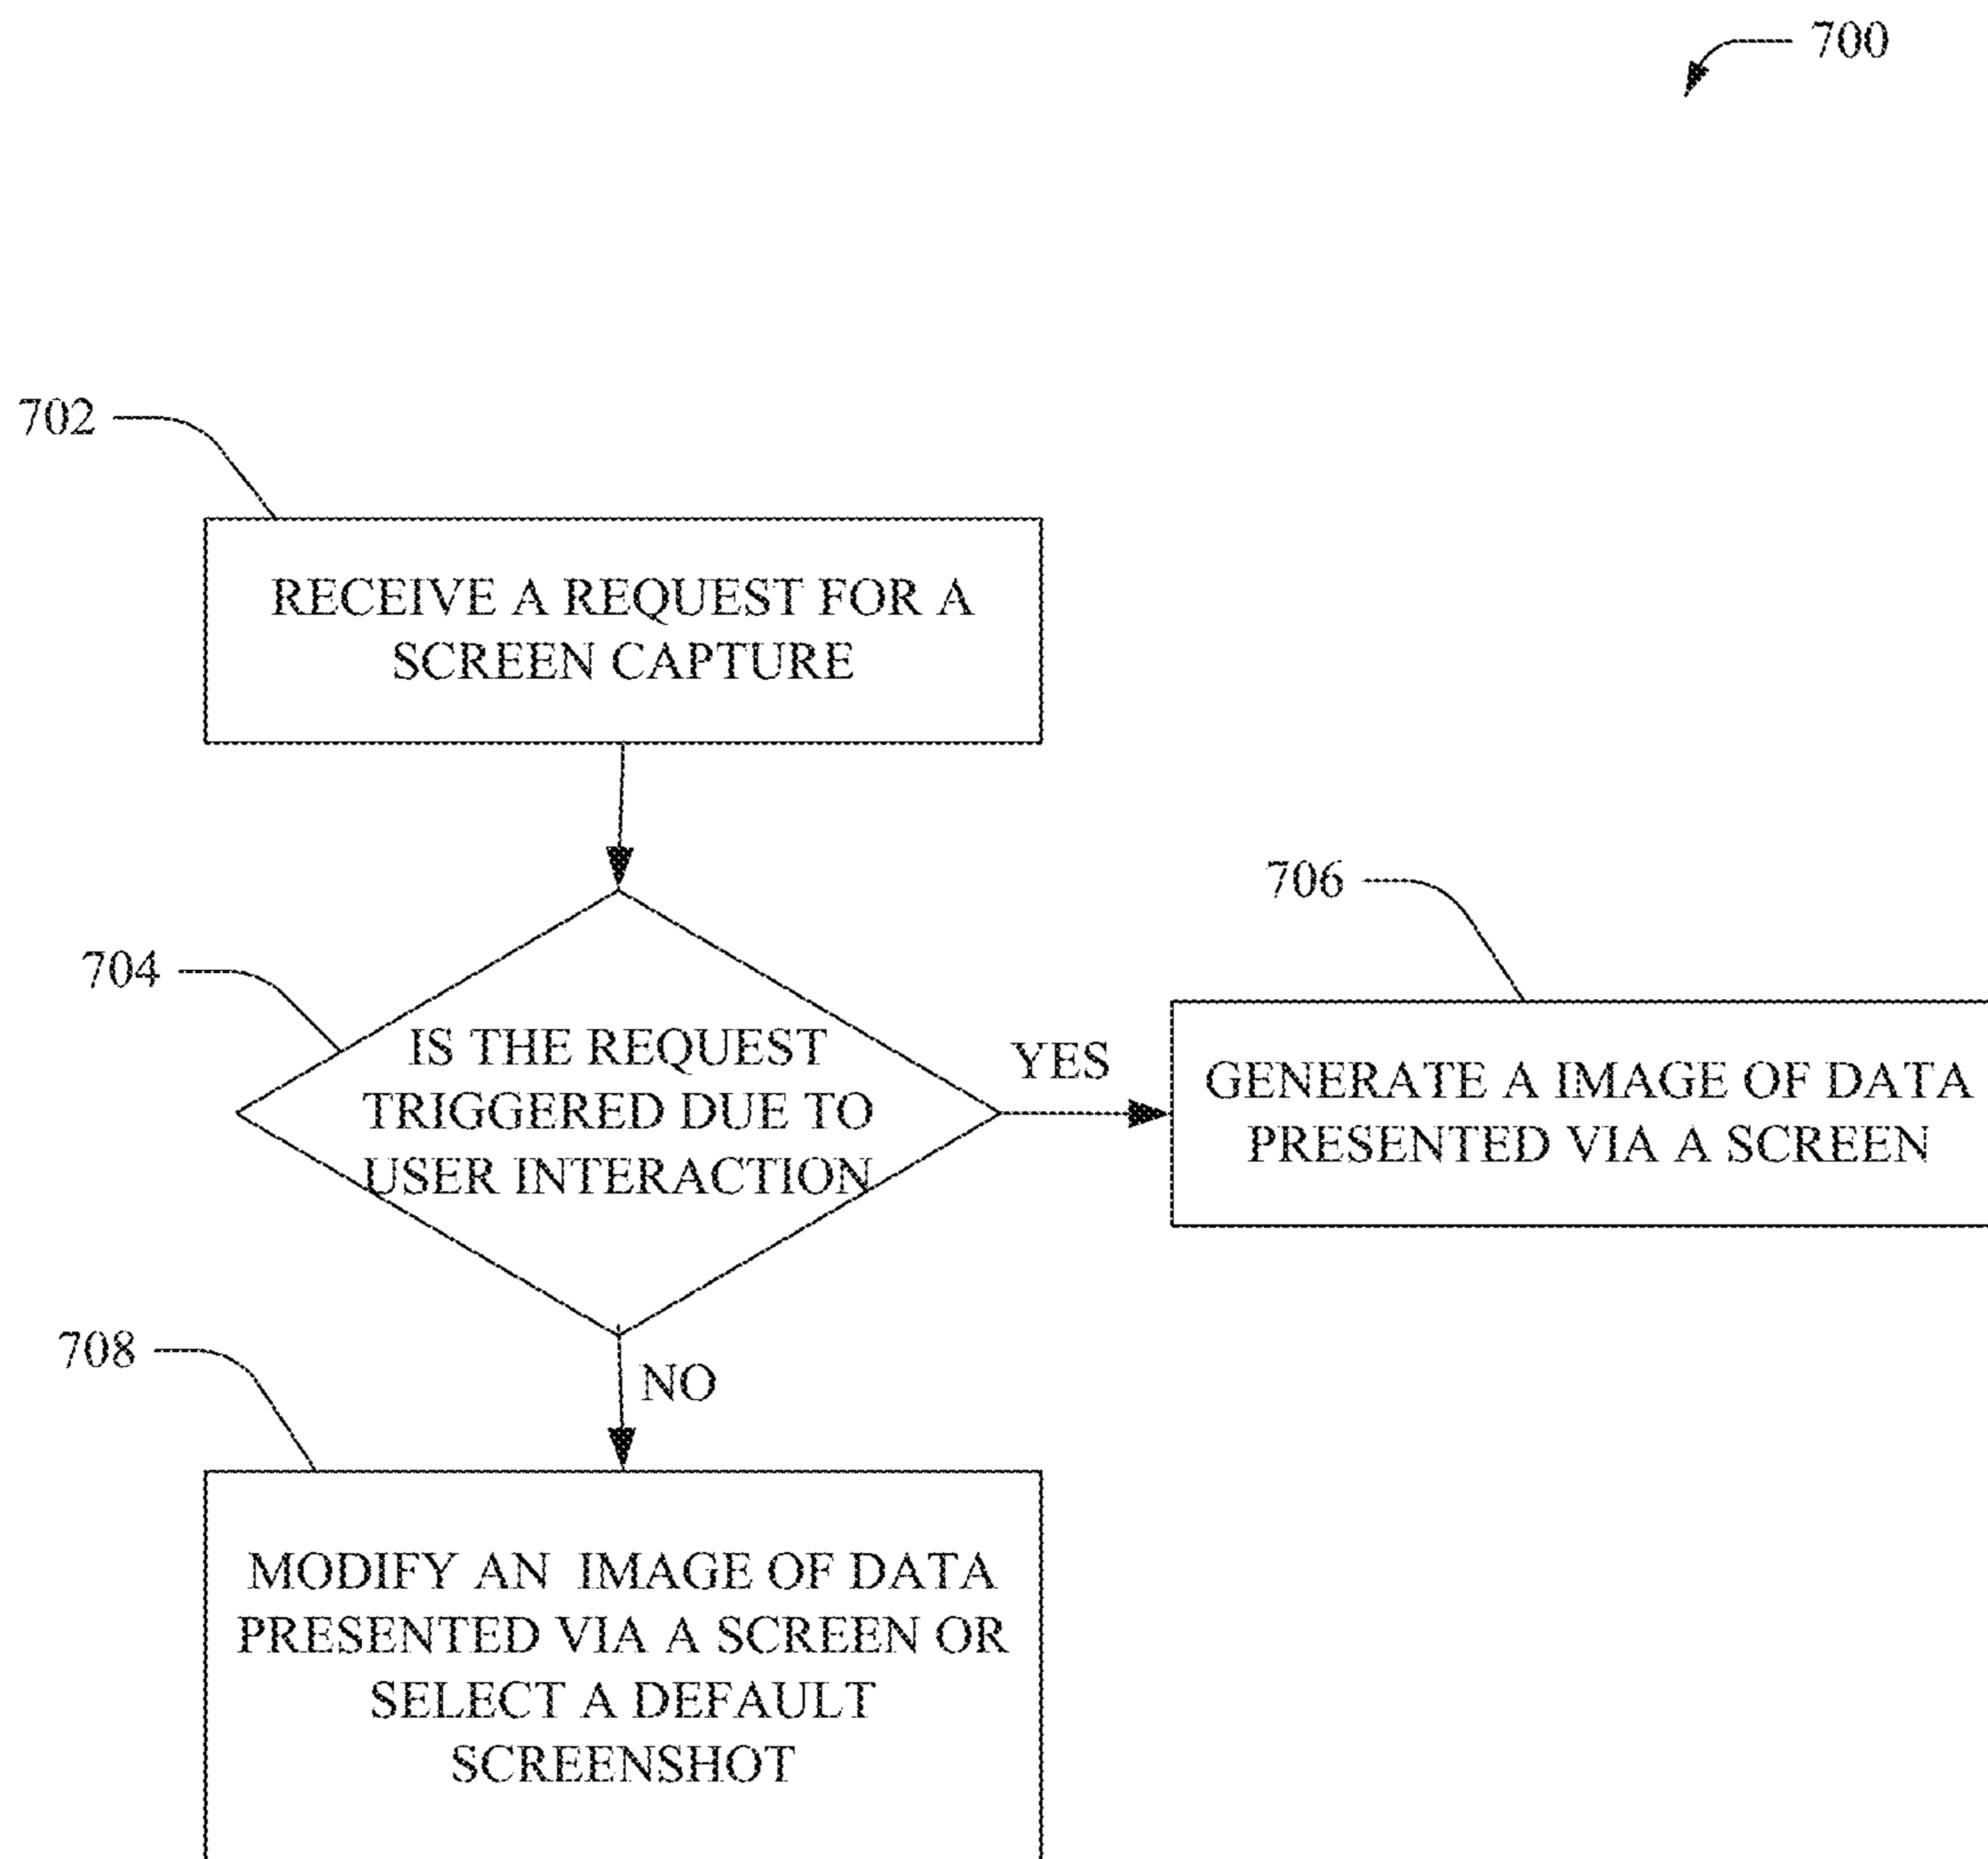 700
702
RECEIVE A REQUEST FOR A
SCREEN CAPTURE
704
IS THE REQUEST
TRIGGERED DUE TO
USER INTERACTION
YES
706
GENERATE A IMAGE OF DATA
PRESENTED VIA A SCREEN
708
NO
MODIFY AN IMAGE OF DATA
PRESENTED VIA A SCREEN OR
SELECT A DEFAULT
SCREENSHOT